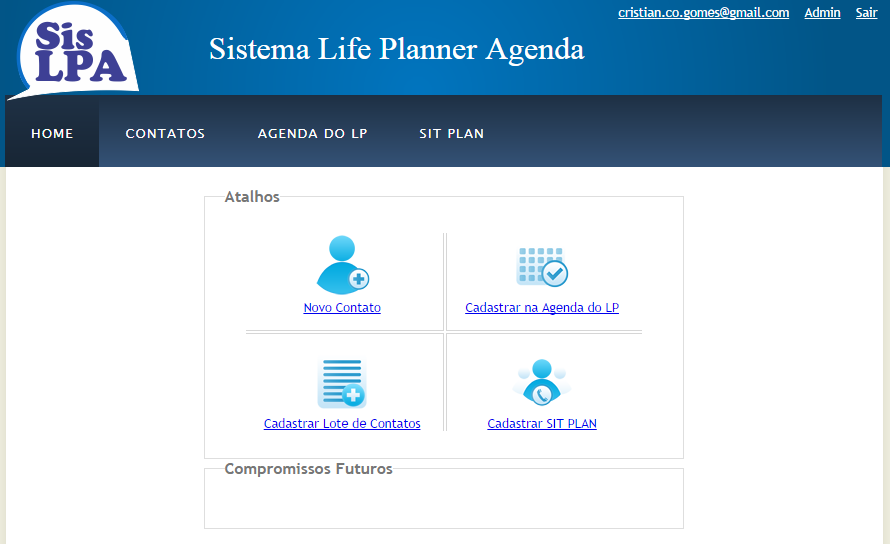 cristian.co.gomes@gmail.com Admin Sair
Sis
LPA
Sistema Life Planner Agenda
HOME CONTATOS AGENDA DO LP SIT PLAN
Atalhos
Novo Contato Cadastrar na Agenda do LP
Cadastrar Lote de Contatos Cadastrar SIT PLAN
Compromissos Futuros